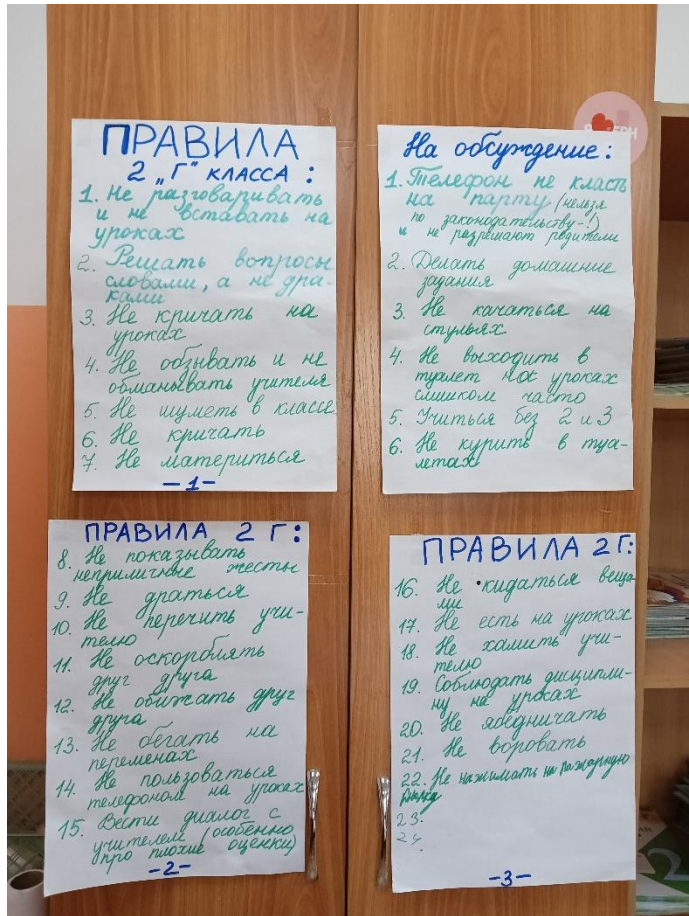 ПРАВИЛА
2 „Г" КЛАССА:
1. Не разговаривать
и не вставать на
уроках
2. Решать вопросы
словами, а не дра-
ками
3. Не кричать на
уроках
4. Не обзывать и не
обманывать учителя
5. Не шуметь в классе
6. Не кричать
7. Не материться
-1-
На обсуждение:
1. Телефон не класть
на парту (нелезя
по законодательству-!)
и не разрешают родители
2. Делать домашние
задания
3. Не качаться на
стульях
4. Не выходить в
туалет на уроках
слишком часто
5. Учиться без 2 и 3
6. Не курить в туа-
летах
ПРАВИЛА 2 Г:
8. Не показывать
неприличные жесты
9. Не драться
10. Не перечить учи-
телю
11. Не оскорблять
друг друга
12. Не обижать друг
друга
13. Не бегать на
переменах
14. Не пользоваться
телефоном на уроках
15. Вести диалог с
учителем (особенно
про плохие оценки)
-2-
ПРАВИЛА 2Г:
16. Не кидаться веща-
ми
17. Не есть на уроках
18. Не хамить учи-
телю
19. Соблюдать дисципли-
ну на уроках
20. Не ябедничать
21. Не воровать
22. Не нажимать на пожарную
23.
24.
-3-